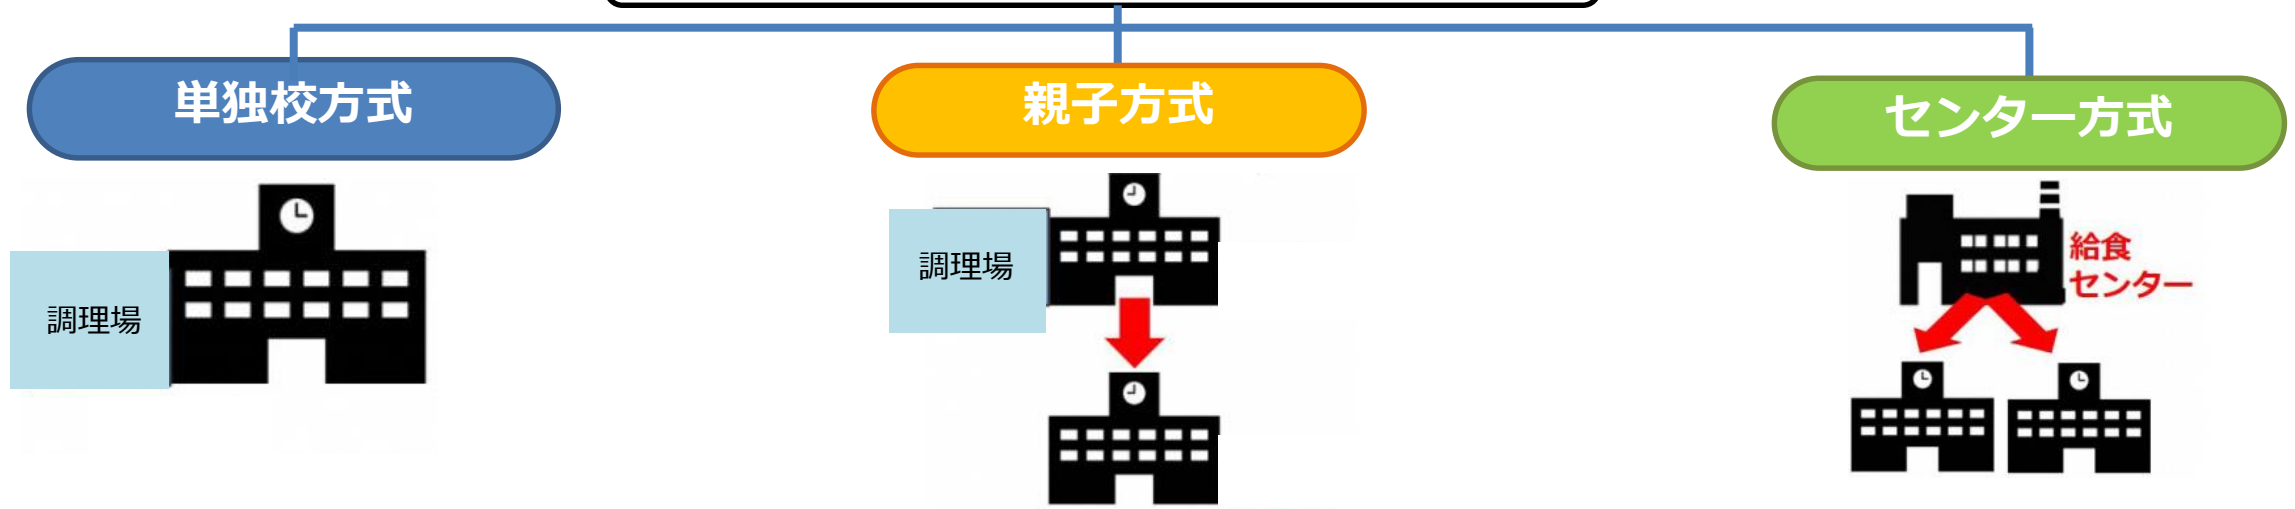 単独校方式
親子方式
センター方式
調理場
調理場
給食
センター